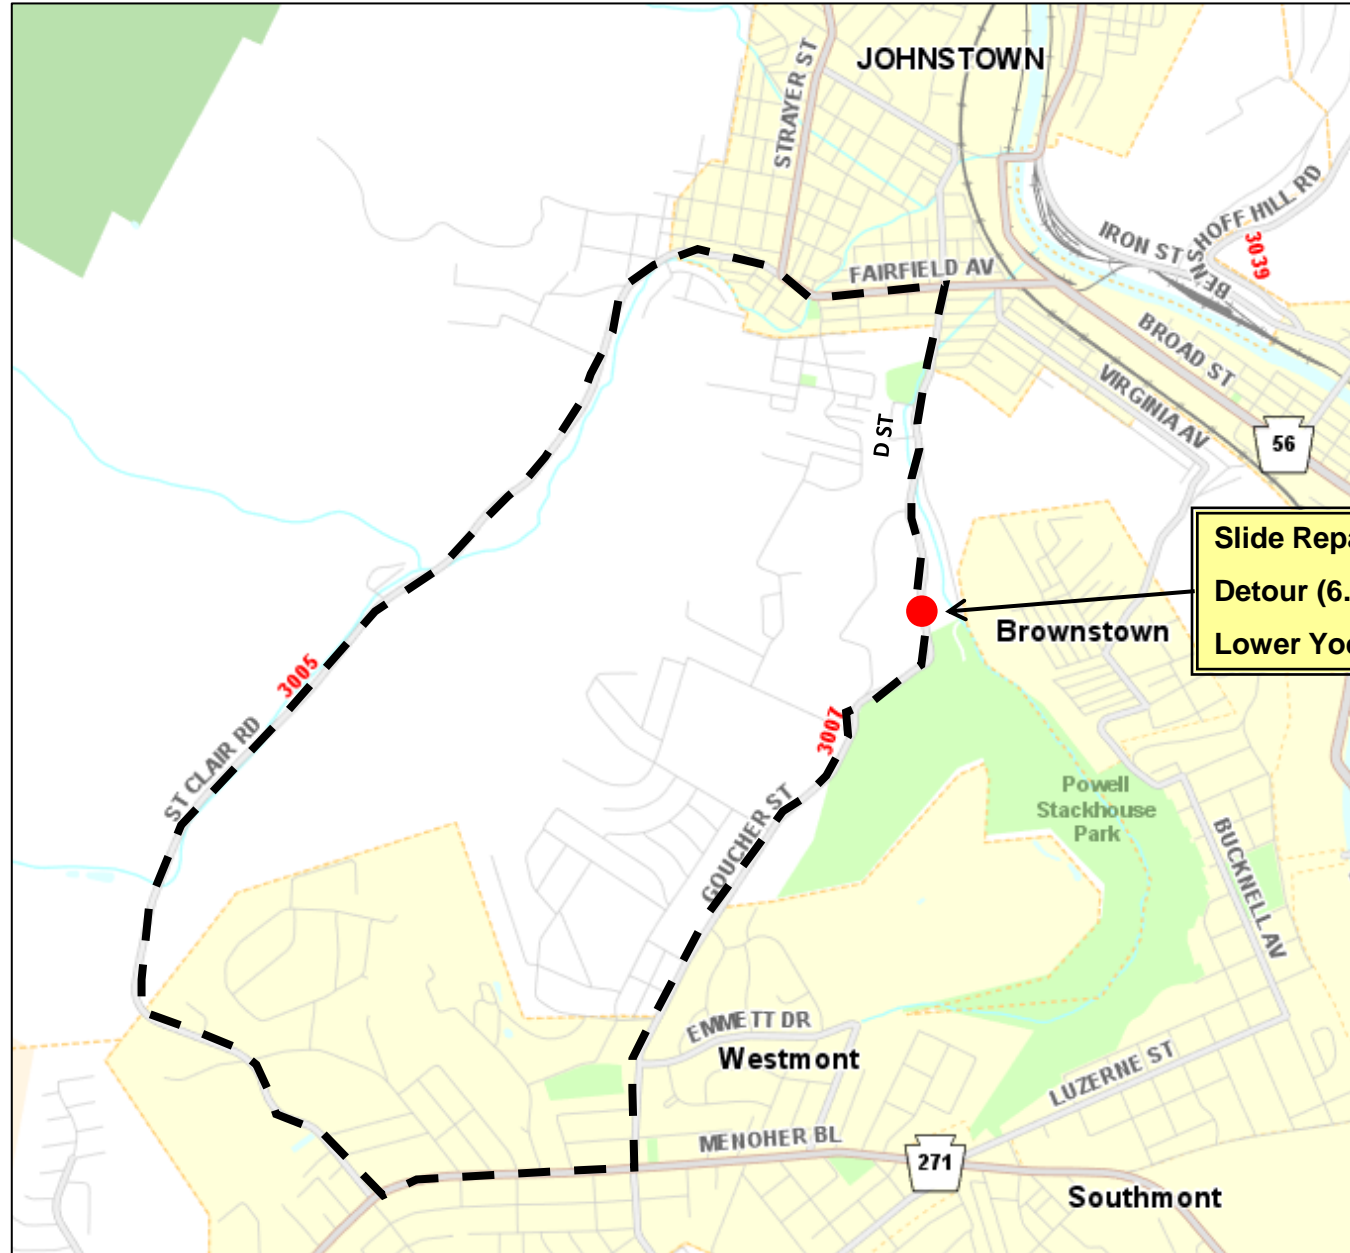 JOHNSTOWN
STRAYER ST
BENSHOFF HILL RD
IRON ST
3039
FAIRFIELD AV
BROAD ST
VIRGINIA AV
D ST
56
Slide
Detour (6.
Lower
Brownstown
3005
ST CLAIR RD
3007
GOUCHER ST
Powell
Stackhouse
Park
BUCKNELL AV
EMMETT DR
Westmont
LUZERNE ST
MENOHER BL
271
Southmont